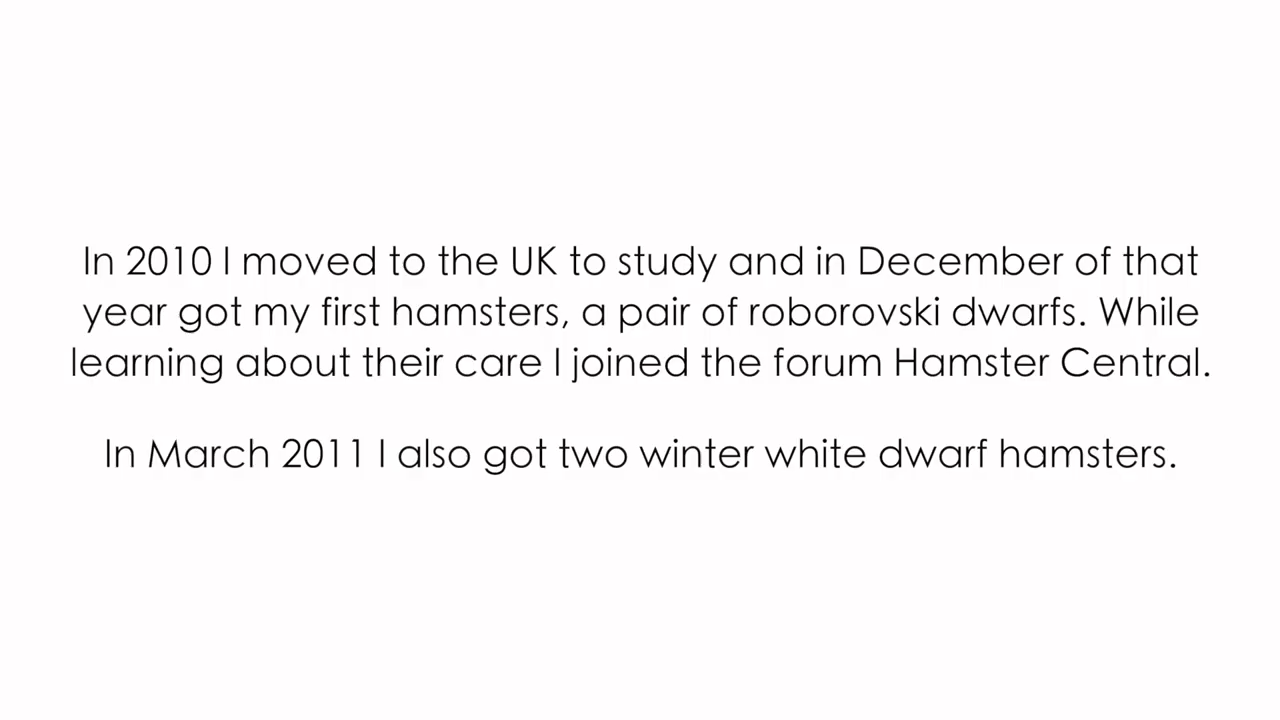 In 2010 I moved to the UK to study and in December of that
year got my first hamsters, a pair of roborovski dwarfs. While
learning about their care I joined the forum Hamster Central.
In March 2011 I also got two winter white dwarf hamsters.